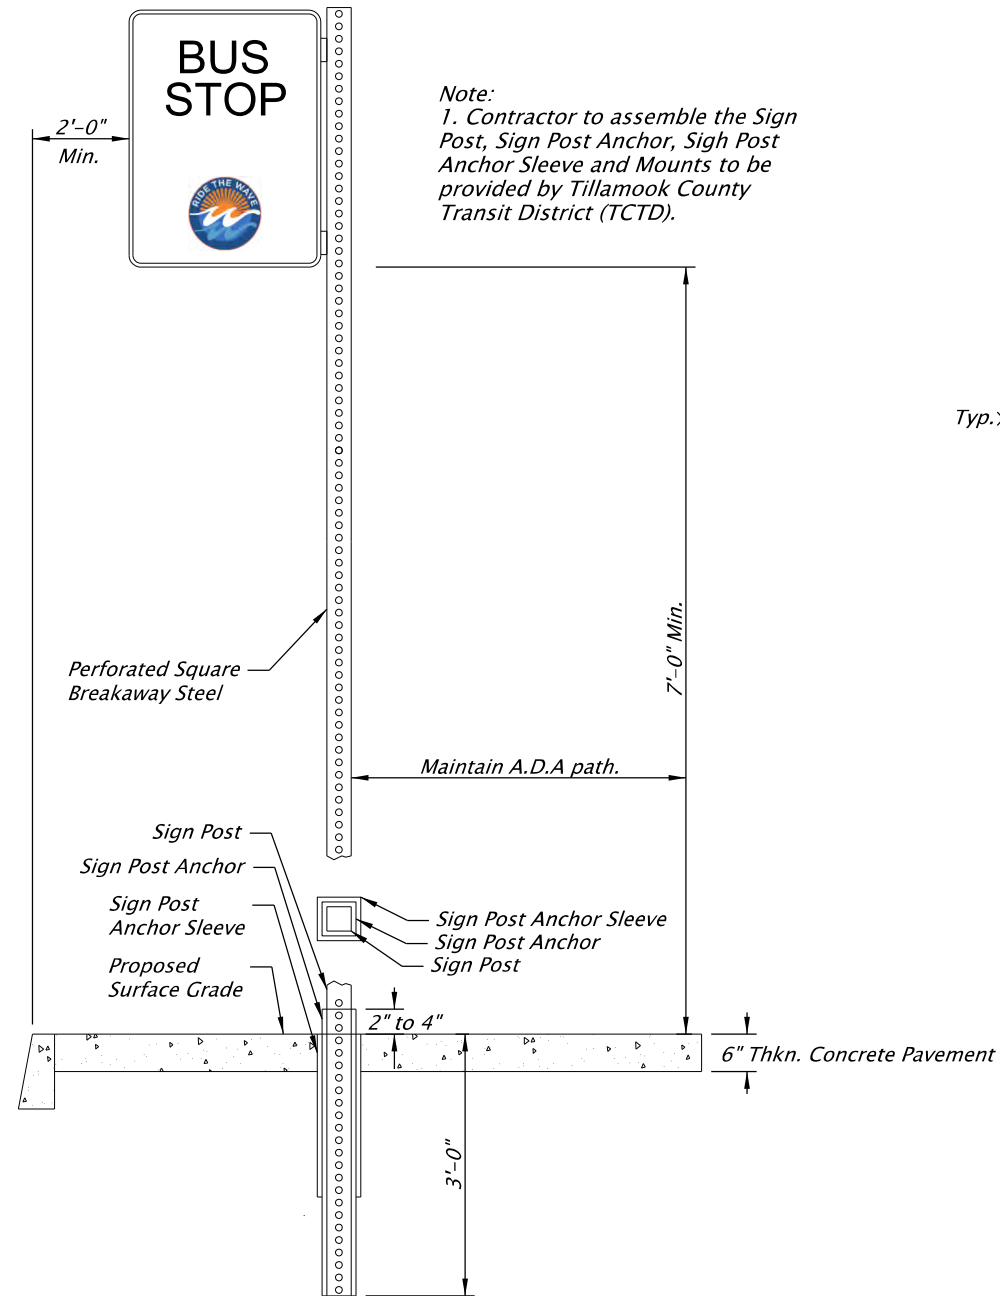 BUS
STOP
RIDE THE WAVE
2'-0"
Min.
Note:
1. Contractor to assemble the Sign
Post, Sign Post Anchor, Sigh Post
Anchor Sleeve and Mounts to be
provided by Tillamook County
Transit District (TCTD).
Typ.
7'-0" Min.
Perforated Square
Breakaway Steel
Maintain A.D.A path.
Sign Post
Sign Post Anchor
Sign Post
Anchor Sleeve
Proposed
Surface Grade
Sign Post Anchor Sleeve
Sign Post Anchor
Sign Post
2" to 4"
6" Thkn. Concrete Pavement
3'-0"